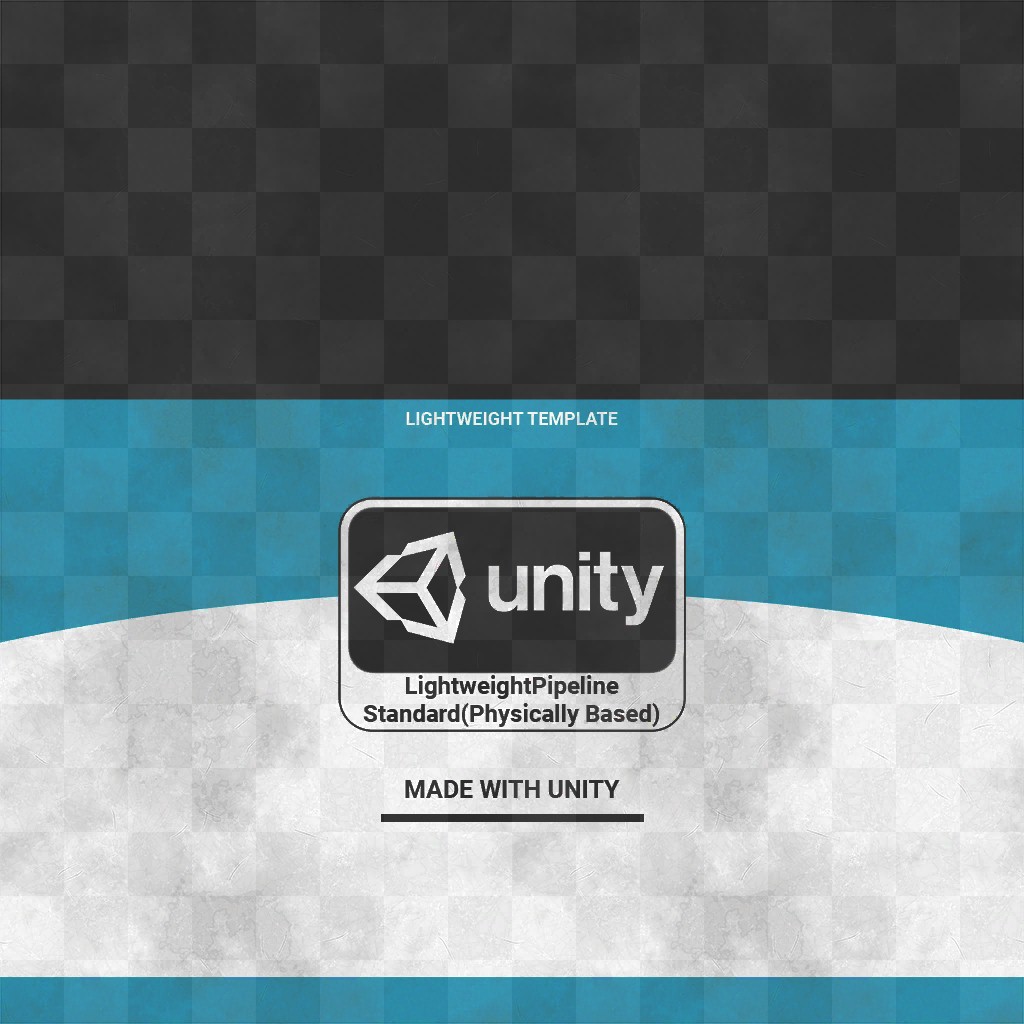 LIGHTWEIGHT TEMPLATE
unity
LightweightPipeline
Standard(Physically Based)
MADE WITH UNITY